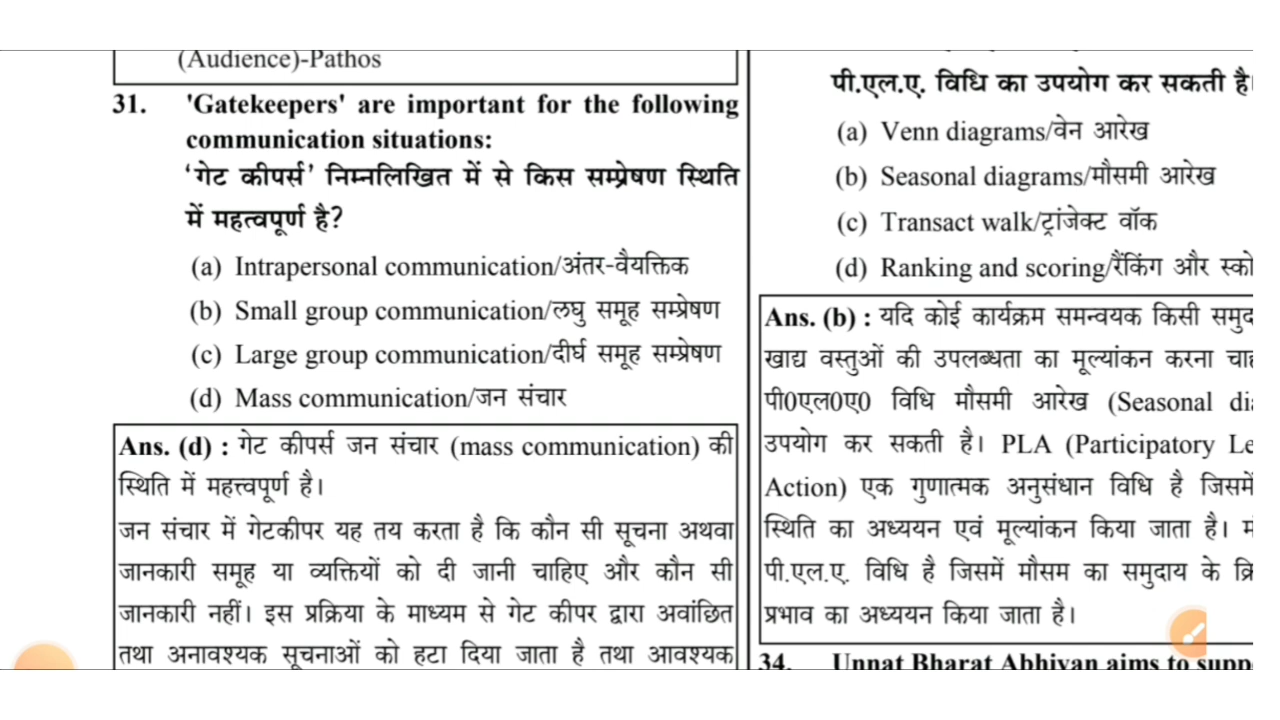 (Audience)-Pathos
31. 'Gatekeepers' are important for the following
communication situations:
‘गेट कीपर्स’ निम्नलिखित में से किस सम्प्रेषण स्थिति
में महत्वपूर्ण है?
(a) Intrapersonal communication/अंतर-वैयक्तिक
(b) Small group communication/लघु समूह सम्प्रेषण
(c) Large group communication/दीर्घ समूह सम्प्रेषण
(d) Mass communication/जन संचार
Ans. (d) : गेट कीपर्स जन संचार (mass communication) की
स्थिति में महत्त्वपूर्ण है।
जन संचार में गेटकीपर यह तय करता है कि कौन सी सूचना अथवा
जानकारी समूह या व्यक्तियों को दी जानी चाहिए और कौन सी
जानकारी नहीं। इस प्रक्रिया के माध्यम से गेट कीपर द्वारा अवांछित
तथा अनावश्यक सूचनाओं को हटा दिया जाता है तथा आवश्यक
पी.एल.ए. विधि का उपयोग कर सकती है।
(a) Venn diagrams/वेन आरेख
(b) Seasonal diagrams/मौसमी आरेख
(c) Transact walk/ट्रांजेक्ट वॉक
(d) Ranking and scoring/रैंकिंग और स्को
Ans. (b) : यदि कोई कार्यक्रम समन्वयक किसी समुद
खाद्य वस्तुओं की उपलब्धता का मूल्यांकन करना चाह
पी0एल0ए0 विधि मौसमी आरेख (Seasonal dia
उपयोग कर सकती है। PLA (Participatory Le
Action) एक गुणात्मक अनुसंधान विधि है जिसमें
स्थिति का अध्ययन एवं मूल्यांकन किया जाता है।
पी.एल.ए. विधि है जिसमें मौसम का समुदाय के क्रि
प्रभाव का अध्ययन किया जाता है।
34. Unnat Bharat Abhiyan aims to supp